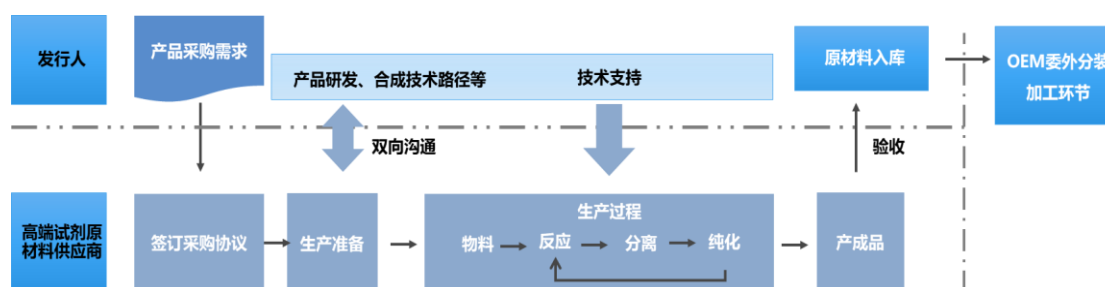 发行人
产品采购需求
产品研发、合成技术路径等
技术支持
原材料入库
OEM委外分装
加工环节
双向沟通
验收
高端试剂原
材料供应商
签订采购协议
生产准备
生产过程
物料
反应
分离
纯化
产成品